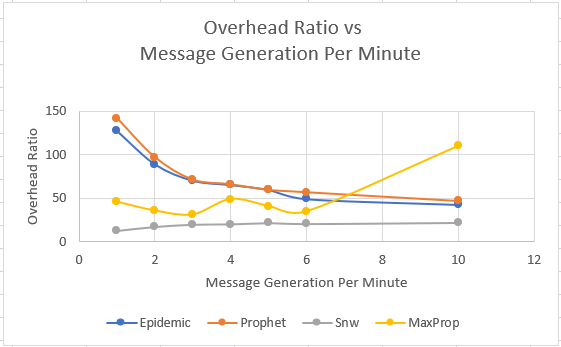 Overhead Ratio vs
Message Generation Per Minute
150
100
50
0
Overhead Ratio
0 2 4 6 8 10 12
Message Generation Per Minute
Epidemic Prophet Snw MaxProp